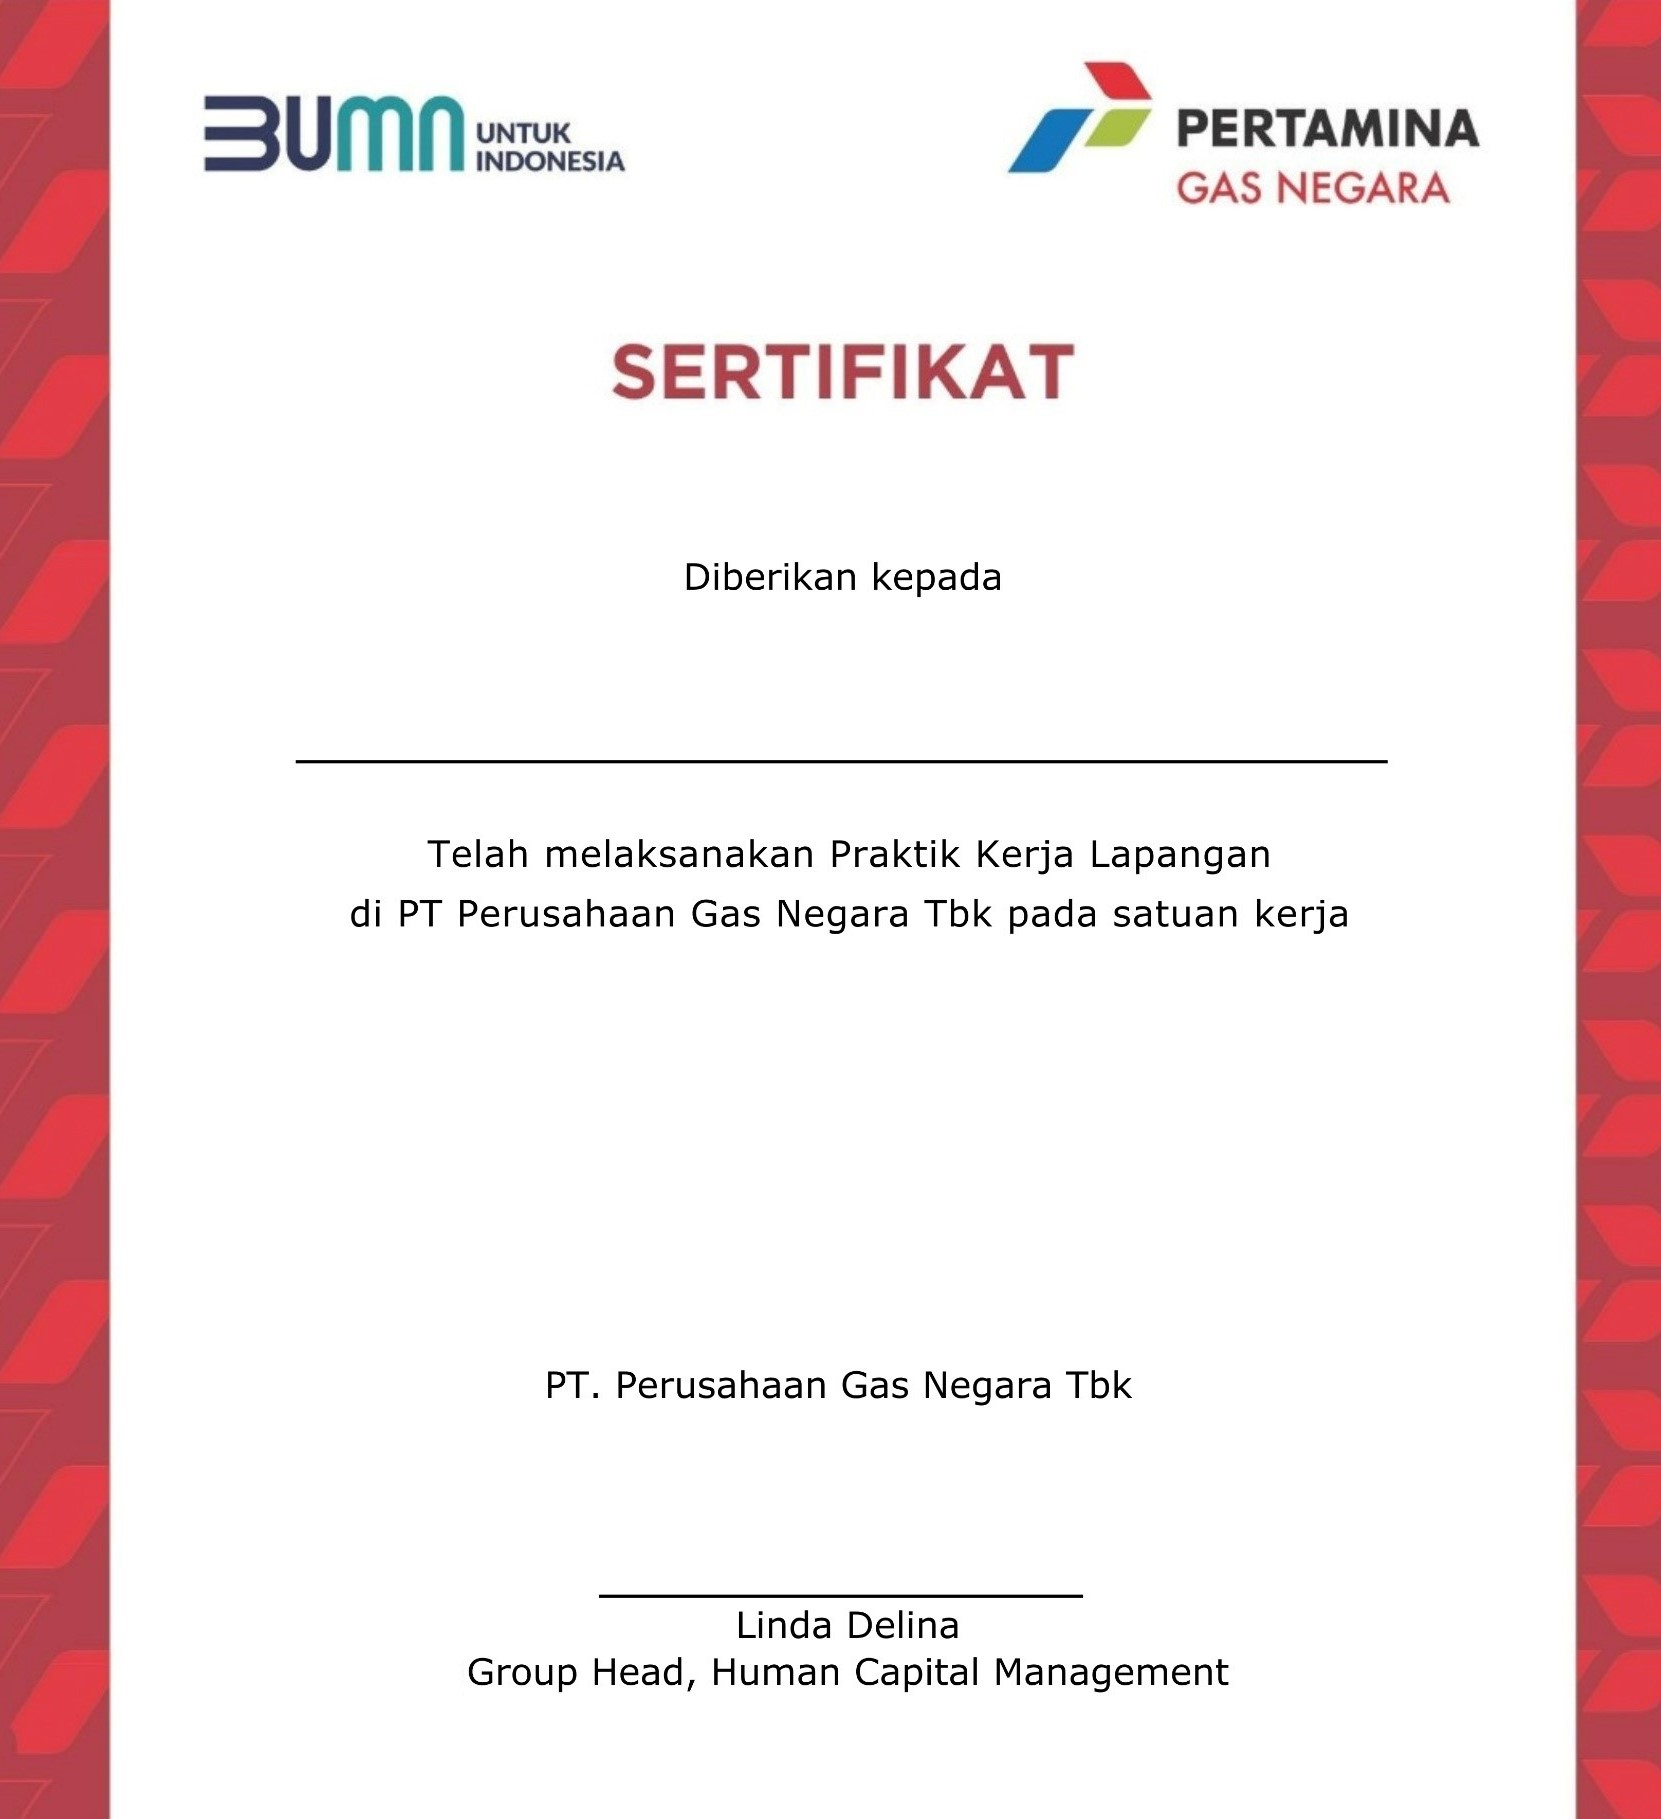 BUMN UNTUK
INDONESIA
PERTAMINA
GAS NEGARA
SERTIFIKAT
Diberikan kepada
Telah melaksanakan Praktik Kerja Lapangan
di PT Perusahaan Gas Negara Tbk pada satuan kerja
PT. Perusahaan Gas Negara Tbk
Linda Delina
Group Head, Human Capital Management